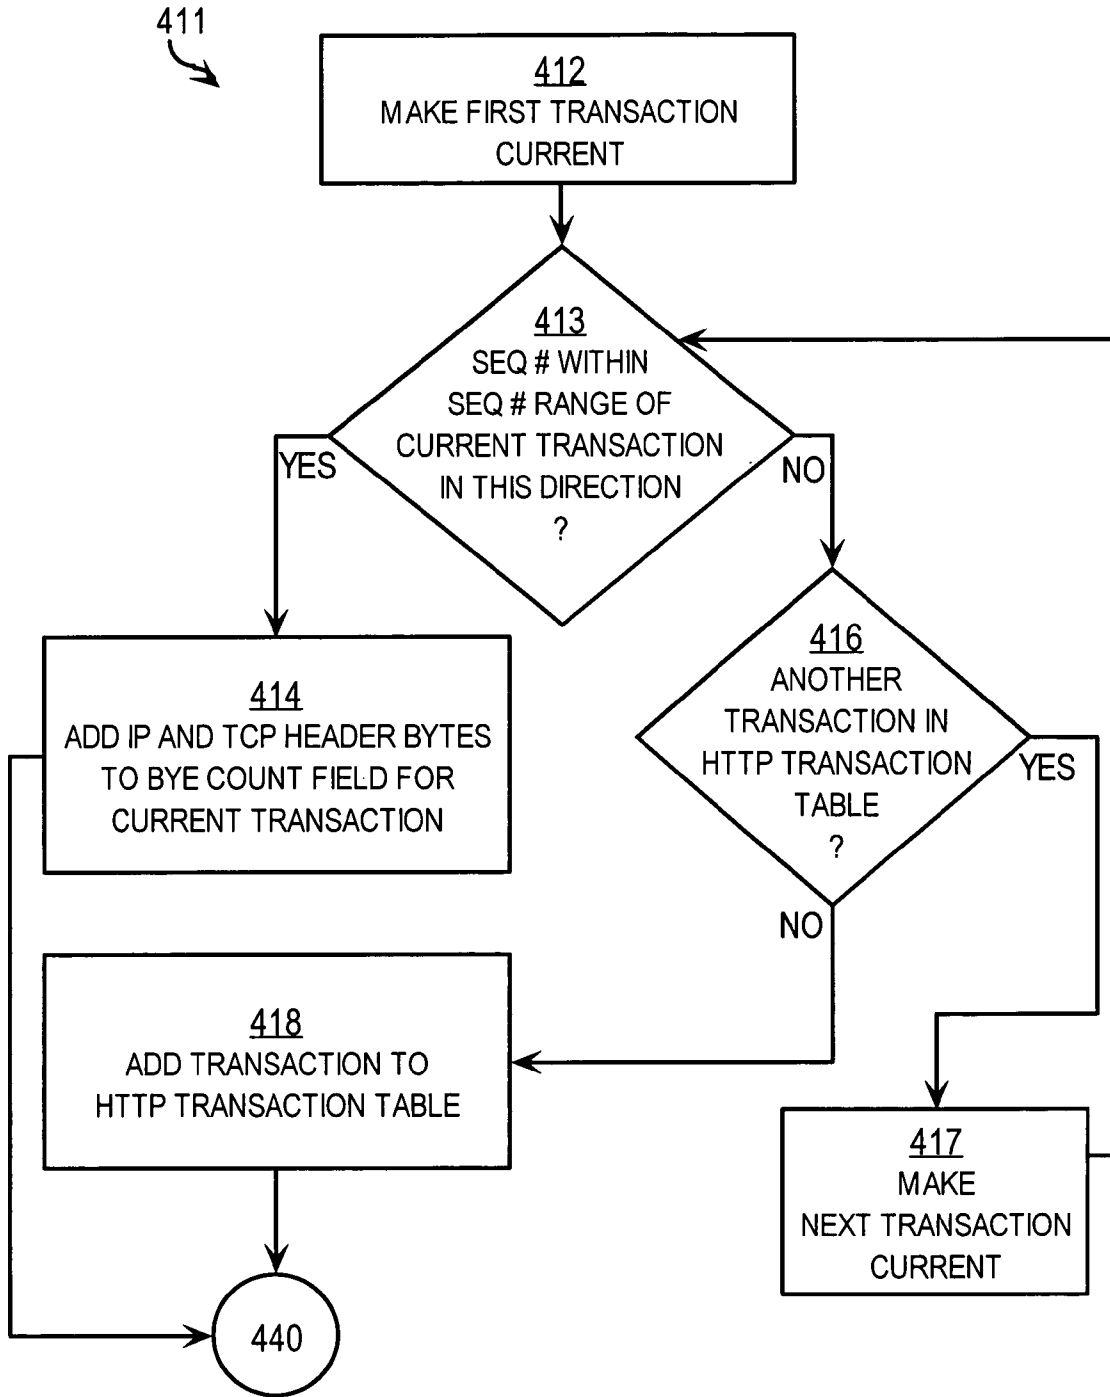 411
412
MAKE FIRST TRANSACTION
CURRENT
413
SEQ # WITHIN
SEQ # RANGE OF
CURRENT TRANSACTION
IN THIS DIRECTION
?
YES
NO
414
ADD IP AND TCP HEADER BYTES
TO BYE COUNT FIELD FOR
CURRENT TRANSACTION
416
ANOTHER
TRANSACTION IN
HTTP TRANSACTION
TABLE
?
YES
NO
418
ADD TRANSACTION TO
HTTP TRANSACTION TABLE
417
MAKE
NEXT TRANSACTION
CURRENT
440